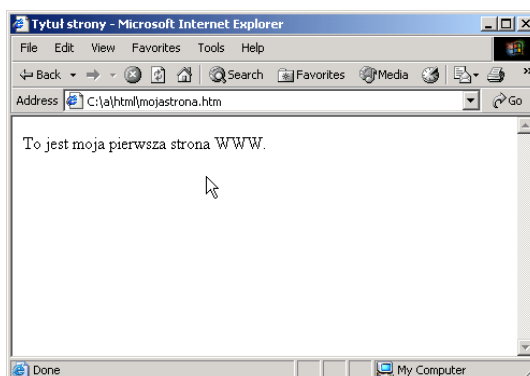 Tytuł strony - Microsoft Internet Explorer
File Edit View Favorites Tools Help
Back Search Favorites Media »
Address C:\a\html\mojastrona.htm Go
To jest moja pierwsza strona WWW.
Done My Computer